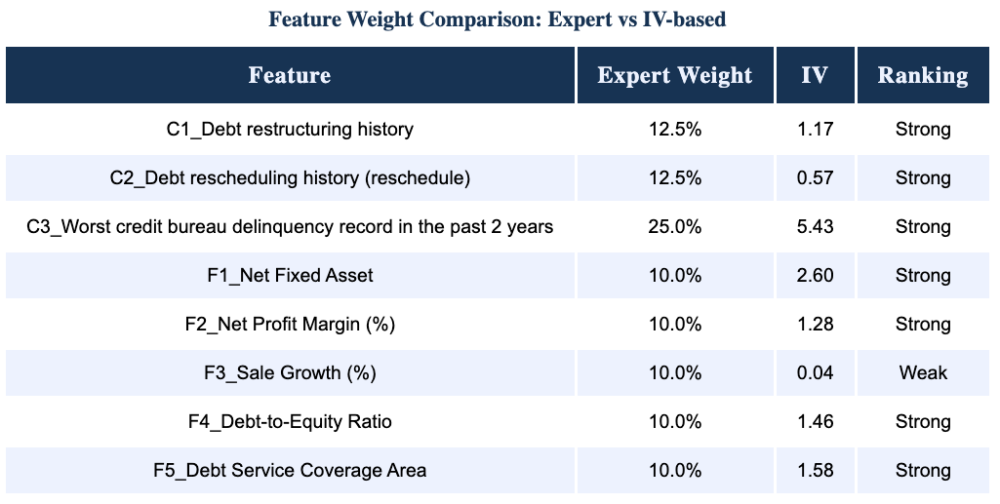 Feature Weight Comparison: Expert vs IV-based
Feature Expert Weight IV Ranking
C1_Debt restructuring history 12.5% 1.17 Strong
C2_Debt rescheduling history (reschedule) 12.5% 0.57 Strong
C3_Worst credit bureau delinquency record in the past 2 years 25.0% 5.43 Strong
F1_Net Fixed Asset 10.0% 2.60 Strong
F2_Net Profit Margin (%) 10.0% 1.28 Strong
F3_Sale Growth (%) 10.0% 0.04 Weak
F4_Debt-to-Equity Ratio 10.0% 1.46 Strong
F5_Debt Service Coverage Area 10.0% 1.58 Strong